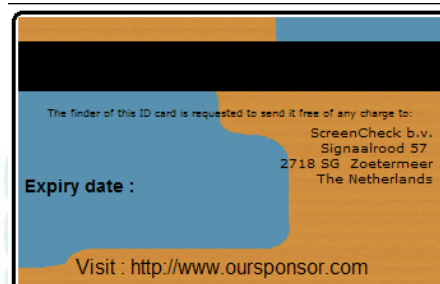 The finder of this ID card is requested to send it free of any charge to:
ScreenCheck b.v.
Signaalrood 57
2718 SG Zoetermeer
The Netherlands
Expiry date :
Visit : http://www.oursponsor.com